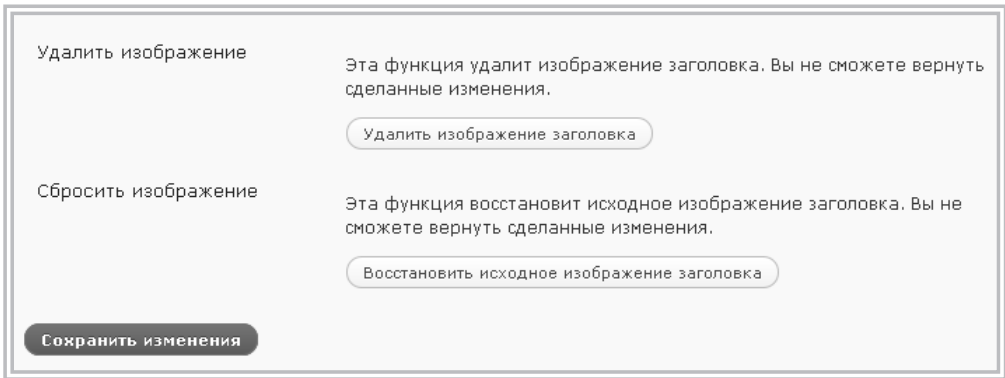 Удалить изображение
Эта функция удалит изображение заголовка. Вы не сможете вернуть
сделанные изменения.
Удалить изображение заголовка
Сбросить изображение
Эта функция восстановит исходное изображение заголовка. Вы не
сможете вернуть сделанные изменения.
Восстановить исходное изображение заголовка
Сохранить изменения